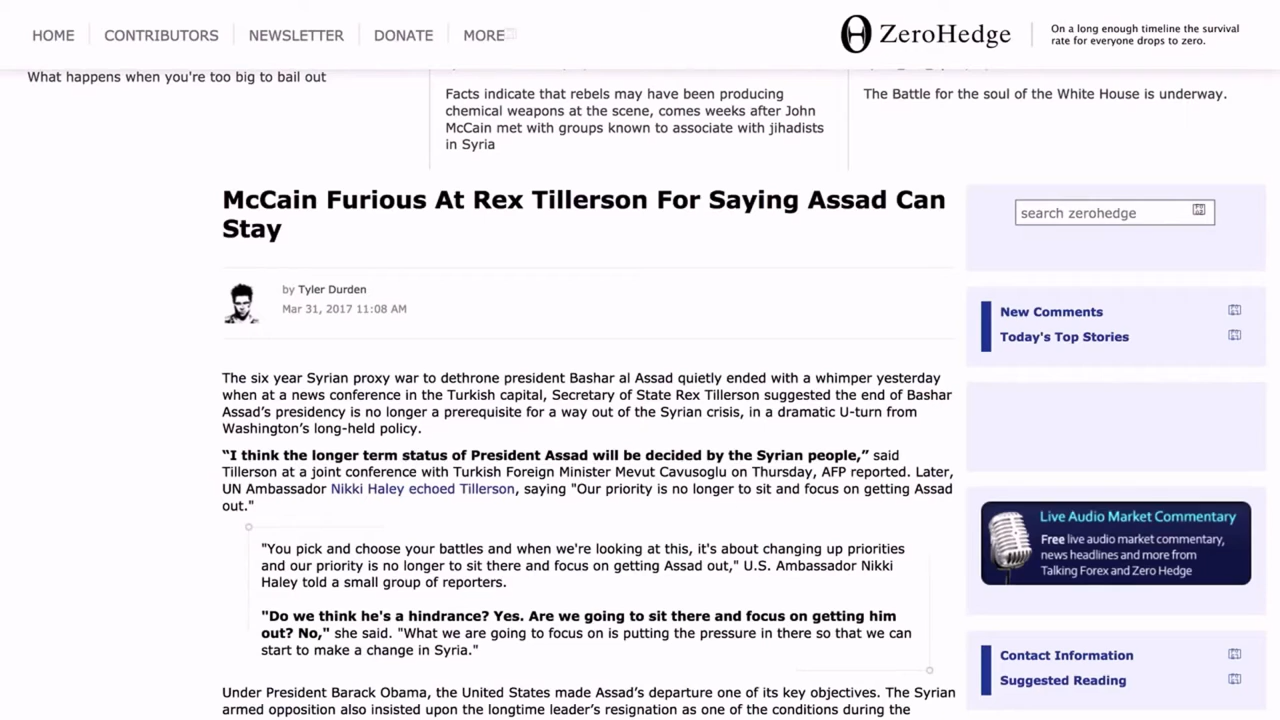 HOME
CONTRIBUTORS
NEWSLETTER
DONATE
MORE
ZeroHedge
On a long enough timeline the survival
rate for everyone drops to zero.
What happens when you're too big to bail out
Facts indicate that rebels may have been producing
chemical weapons at the scene, comes weeks after John
McCain met with groups known to associate with jihadists
in Syria
The Battle for the soul of the White House is underway.
McCain Furious At Rex Tillerson For Saying Assad Can
Stay
by Tyler Durden
Mar 31, 2017 11:08 AM
The six year Syrian proxy war to dethrone president Bashar al Assad quietly ended with a whimper yesterday
when at a news conference in the Turkish capital, Secretary of State Rex Tillerson suggested the end of Bashar
Assad's presidency is no longer a prerequisite for a way out of the Syrian crisis, in a dramatic U-turn from
Washington's long-held policy.
“I think the longer term status of President Assad will be decided by the Syrian people,” said
Tillerson at a joint conference with Turkish Foreign Minister Mevut Cavusoglu on Thursday, AFP reported. Later,
UN Ambassador Nikki Haley echoed Tillerson, saying "Our priority is no longer to sit and focus on getting Assad
out."
"You pick and choose your battles and when we're looking at this, it's about changing up priorities
and our priority is no longer to sit there and focus on getting Assad out," U.S. Ambassador Nikki
Haley told a small group of reporters.
"Do we think he's a hindrance? Yes. Are we going to sit there and focus on getting him
out? No," she said. "What we are going to focus on is putting the pressure in there so that we can
start to make a change in Syria."
Under President Barack Obama, the United States made Assad's departure one of its key objectives. The Syrian
armed opposition also insisted upon the longtime leader's resignation as one of the conditions during the
search zerohedge
New Comments
Today's Top Stories
Live Audio Market Commentary
Free live audio market commentary,
news headlines and more from
Talking Forex and Zero Hedge
Contact Information
Suggested Reading